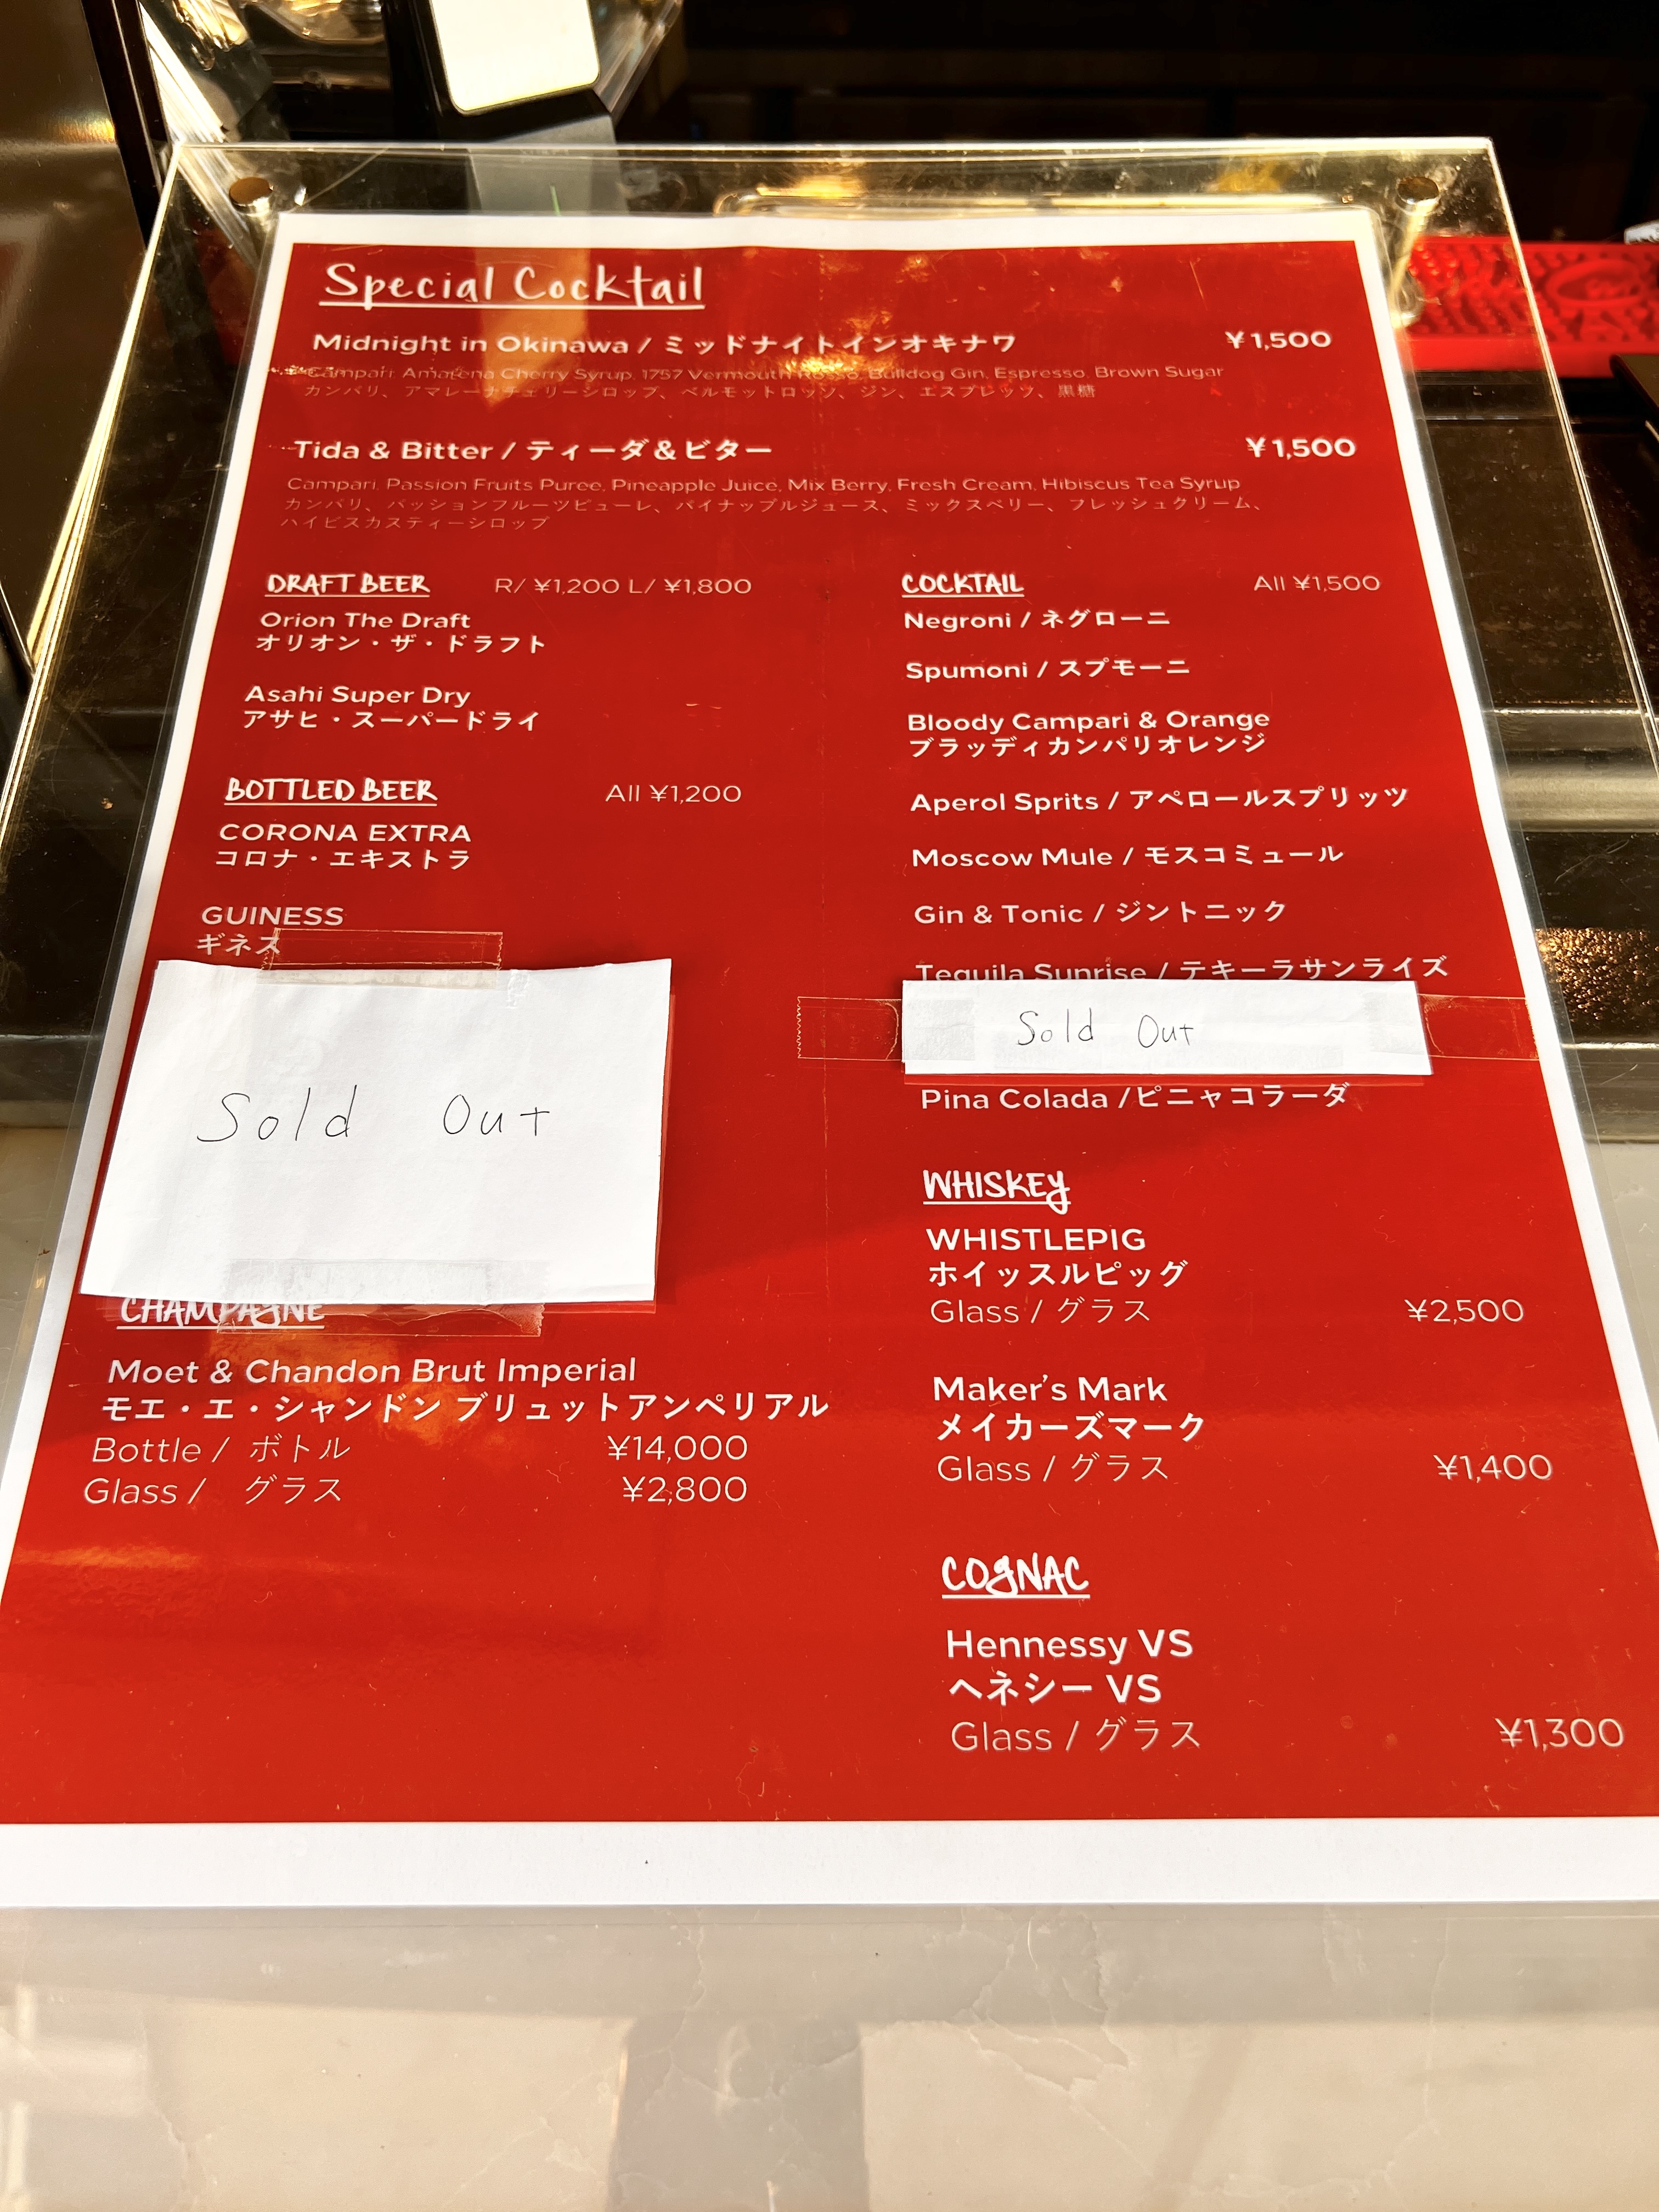 Special Cocktail
Midnight in Okinawa / ミッドナイトインオキナワ ¥1,500
Campari, Amarena Cherry Syrup, 1757 Vermouth Rosso, Bulldog Gin, Espresso, Brown Sugar
カンパリ、アマレーナチェリーシロップ、ベルモットロッソ、ジン、エスプレッソ、黒糖
Tida & Bitter / ティーダ&ビター ¥1,500
Campari, Passion Fruits Puree, Pineapple Juice, Mix Berry, Fresh Cream, Hibiscus Tea Syrup
カンパリ、パッションフルーツピューレ、パイナップルジュース、ミックスベリー、フレッシュクリーム、
ハイビスカスティーシロップ
DRAFT BEER R/ ¥1,200 L/ ¥1,800
Orion The Draft
オリオン・ザ・ドラフト
Asahi Super Dry
アサヒ・スーパードライ
BOTTLED BEER All ¥1,200
CORONA EXTRA
コロナ・エキストラ
GUINESS
ギネス
Sold Out
CHAMPAGNE
Moet & Chandon Brut Imperial
モエ・エ・シャンドン ブリュットアンペリアル
Bottle / ボトル ¥14,000
Glass / グラス ¥2,800
COCKTAIL All ¥1,500
Negroni / ネグローニ
Spumoni / スプモーニ
Bloody Campari & Orange
ブラッディカンパリオレンジ
Aperol Sprits / アペロールスプリッツ
Moscow Mule / モスコミュール
Gin & Tonic / ジントニック
Tequila Sunrise / テキーラサンライズ
Sold Out
Pina Colada /ピニャコラーダ
WHISKEY
WHISTLEPIG
ホイッスルピッグ
Glass / グラス ¥2,500
Maker's Mark
メイカーズマーク
Glass / グラス ¥1,400
COGNAC
Hennessy VS
ヘネシー VS
Glass / グラス ¥1,300